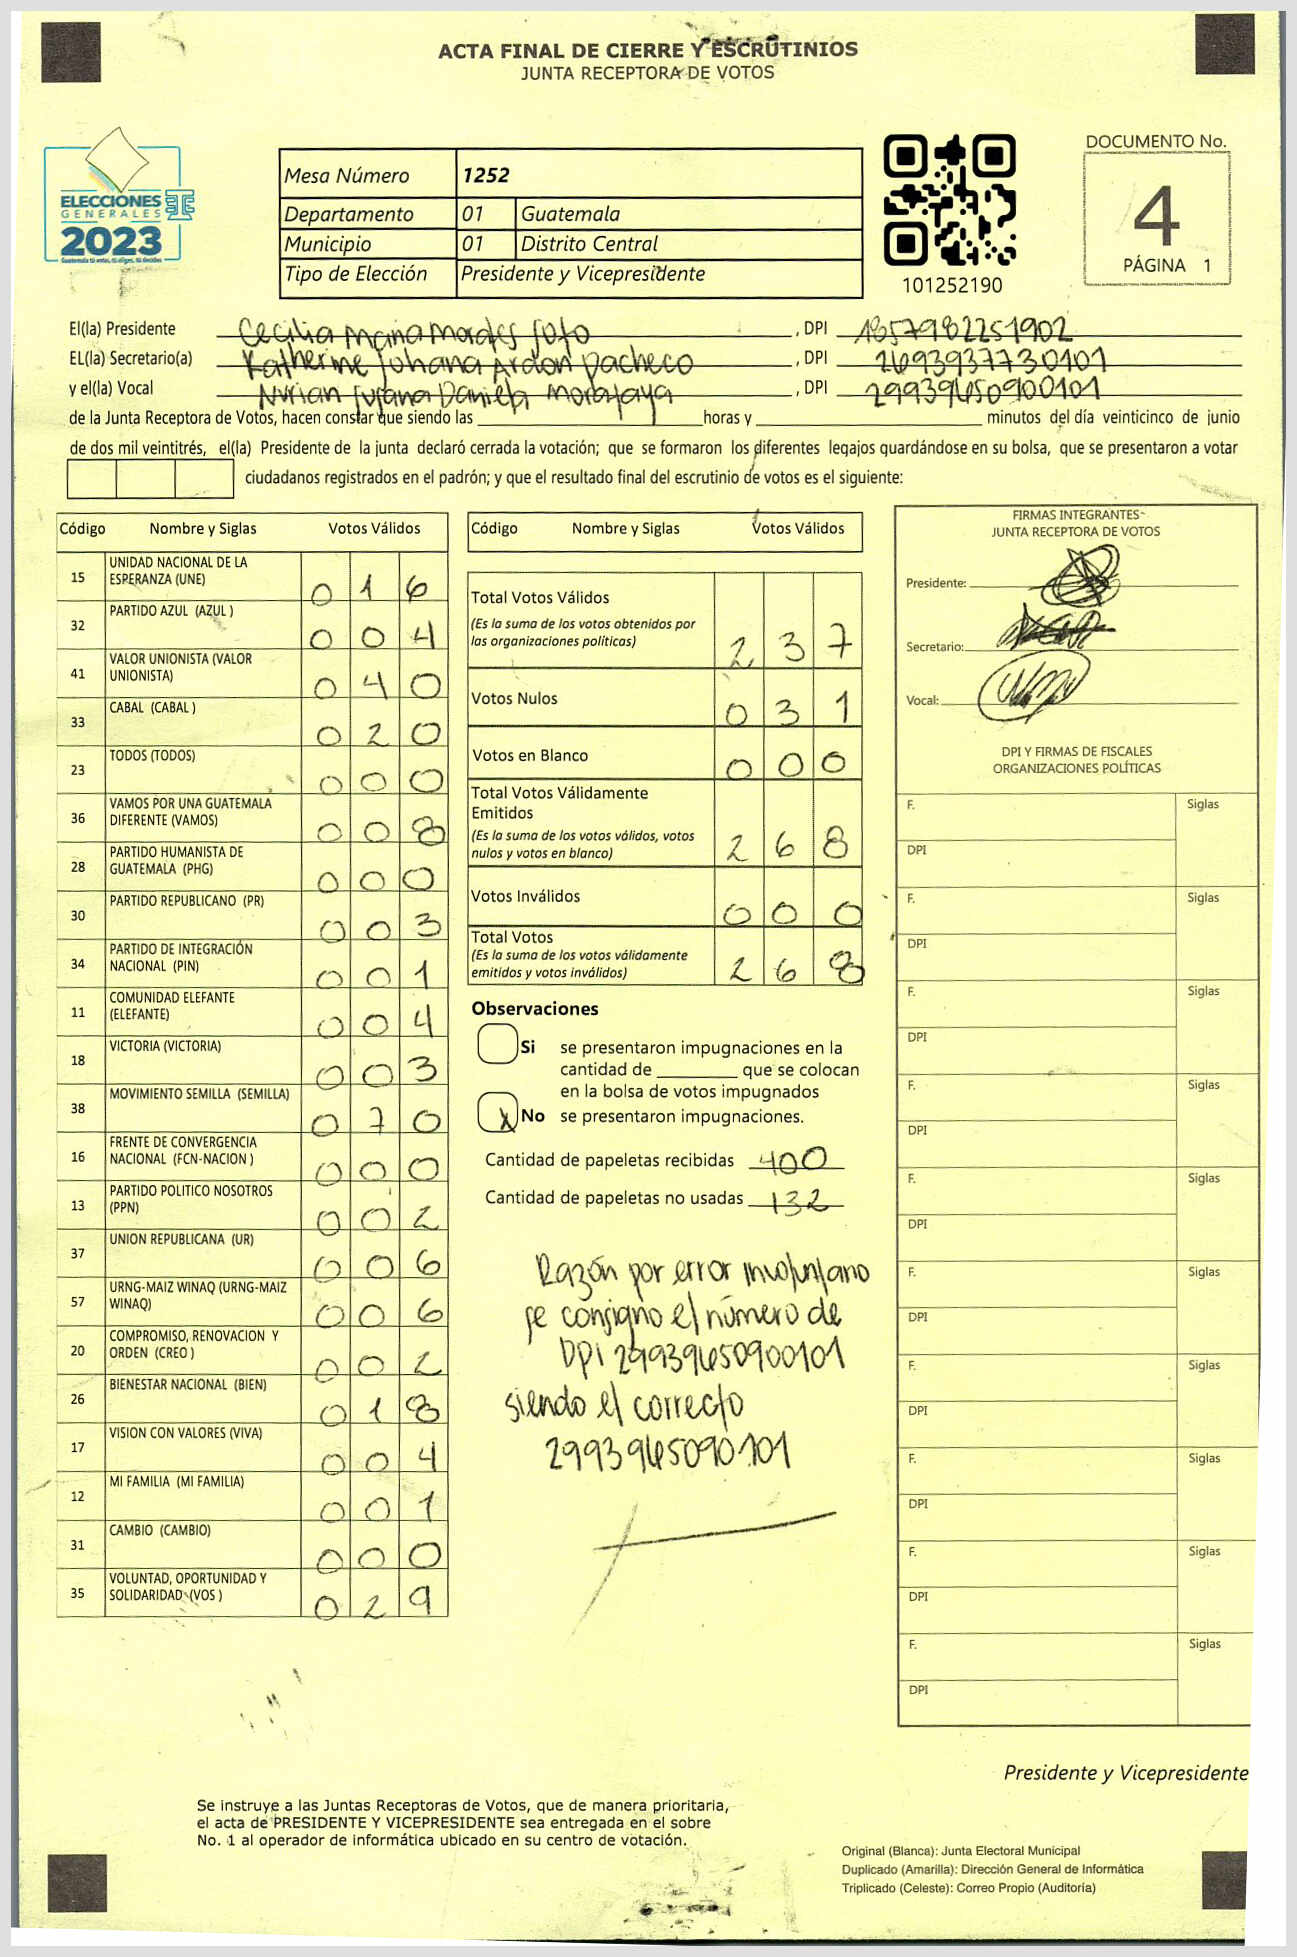 ACTA FINAL DE CIERRE Y ESCRUTINIOS
JUNTA RECEPTORA DE VOTOS
ELECCIONES
GENERALES
2023
Guatemala tú votas, tú eliges, tú decides
Mesa Número 1252
Departamento 01 Guatemala
Municipio 01 Distrito Central
Tipo de Elección Presidente y Vicepresidente
101252190
DOCUMENTO No.
4
PÁGINA 1
El(la) Presidente Cecilia Maria Morales Soto, DPI 1857982251902
EL(la) Secretario(a) Katherine Johana Ardon Pacheco, DPI 2693937730101
y el(la) Vocal Daniela Morataya, DPI 29939650900101
de la Junta Receptora de Votos, hacen constar que siendo las horas y minutos del día veinticinco de junio
de dos mil veintitrés, el(la) Presidente de la junta declaró cerrada la votación; que se formaron los diferentes legajos guardándose en su bolsa, que se presentaron a votar
ciudadanos registrados en el padrón; y que el resultado final del escrutinio de votos es el siguiente:
Código Nombre y Siglas Votos Válidos
15 UNIDAD NACIONAL DE LA ESPERANZA (UNE) 0 1 6
32 PARTIDO AZUL (AZUL ) 0 0 4
41 VALOR UNIONISTA (VALOR UNIONISTA) 0 4 0
33 CABAL (CABAL ) 0 2 0
23 TODOS (TODOS) 0 0 0
36 VAMOS POR UNA GUATEMALA DIFERENTE (VAMOS) 0 0 8
28 PARTIDO HUMANISTA DE GUATEMALA (PHG) 0 0 0
30 PARTIDO REPUBLICANO (PR) 0 0 3
34 PARTIDO DE INTEGRACIÓN NACIONAL (PIN) 0 0 1
11 COMUNIDAD ELEFANTE (ELEFANTE) 0 0 4
18 VICTORIA (VICTORIA) 0 0 3
38 MOVIMIENTO SEMILLA (SEMILLA) 0 7 0
16 FRENTE DE CONVERGENCIA NACIONAL (FCN-NACION ) 0 0 0
13 PARTIDO POLITICO NOSOTROS (PPN) 0 0 2
37 UNION REPUBLICANA (UR) 0 0 6
57 URNG-MAIZ WINAQ (URNG-MAIZ WINAQ) 0 0 6
20 COMPROMISO, RENOVACION Y ORDEN (CREO ) 0 0 2
26 BIENESTAR NACIONAL (BIEN) 0 1 8
17 VISION CON VALORES (VIVA) 0 0 4
12 MI FAMILIA (MI FAMILIA) 0 0 1
31 CAMBIO (CAMBIO) 0 0 0
35 VOLUNTAD, OPORTUNIDAD Y SOLIDARIDAD (VOS ) 0 2 9
Código Nombre y Siglas Votos Válidos
Total Votos Válidos
(Es la suma de los votos obtenidos por
las organizaciones políticas) 2 3 7
Votos Nulos 0 3 1
Votos en Blanco 0 0 0
Total Votos Válidamente
Emitidos
(Es la suma de los votos válidos, votos
nulos y votos en blanco) 2 6 8
Votos Inválidos 0 0 0
Total Votos
(Es la suma de los votos válidamente
emitidos y votos inválidos) 2 6 8
Observaciones
Si se presentaron impugnaciones en la
cantidad de que se colocan
en la bolsa de votos impugnados
X No se presentaron impugnaciones.
Cantidad de papeletas recibidas 400
Cantidad de papeletas no usadas 132
Razón por error involuntario
se consigno el número de
DPI 29939650900101
siendo el correcto
FIRMAS INTEGRANTES
JUNTA RECEPTORA DE VOTOS
Presidente:
Secretario:
Vocal:
DPI Y FIRMAS DE FISCALES
ORGANIZACIONES POLÍTICAS
F. Siglas
DPI
F. Siglas
DPI
F. Siglas
DPI
F. Siglas
DPI
F. Siglas
DPI
F. Siglas
DPI
F. Siglas
DPI
F. Siglas
DPI
F. Siglas
DPI
F. Siglas
DPI
Presidente y Vicepresidente
Se instruye a las Juntas Receptoras de Votos, que de manera prioritaria,
el acta de PRESIDENTE Y VICEPRESIDENTE sea entregada en el sobre
No. 1 al operador de informática ubicado en su centro de votación.
Original (Blanca): Junta Electoral Municipal
Duplicado (Amarilla): Dirección General de Informática
Triplicado (Celeste): Correo Propio (Auditoría)